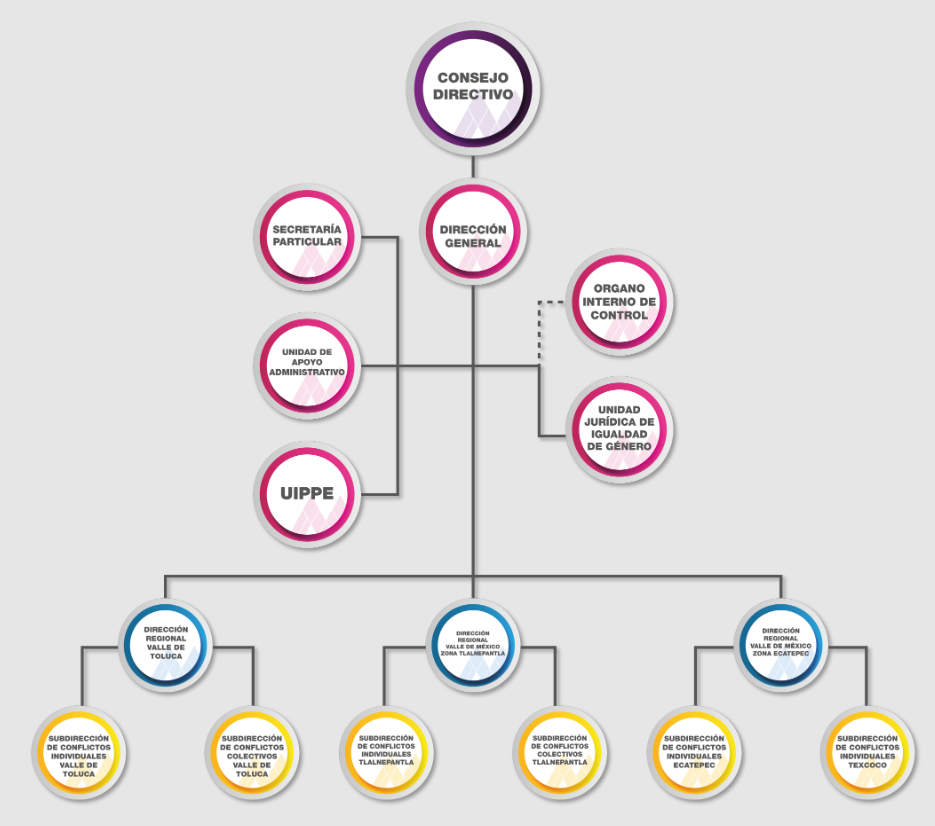 CONSEJO
DIRECTIVO
DIRECCIÓN
GENERAL
SECRETARÍA
PARTICULAR
ORGANO
INTERNO DE
CONTROL
UNIDAD DE
APOYO
ADMINISTRATIVO
UNIDAD
JURÍDICA DE
IGUALDAD
DE GÉNERO
UIPPE
DIRECCIÓN
REGIONAL
VALLE DE
TOLUCA
DIRECCIÓN
REGIONAL
VALLE DE MÉXICO
ZONA TLALNEPANTLA
DIRECCIÓN
REGIONAL
VALLE DE MÉXICO
ZONA ECATEPEC
SUBDIRECCIÓN
DE CONFLICTOS
INDIVIDUALES
VALLE DE
TOLUCA
SUBDIRECCIÓN
DE CONFLICTOS
COLECTIVOS
VALLE DE
TOLUCA
SUBDIRECCIÓN
DE CONFLICTOS
INDIVIDUALES
TLALNEPANTLA
SUBDIRECCIÓN
DE CONFLICTOS
COLECTIVOS
TLALNEPANTLA
SUBDIRECCIÓN
DE CONFLICTOS
INDIVIDUALES
ECATEPEC
SUBDIRECCIÓN
DE CONFLICTOS
INDIVIDUALES
TEXCOCO